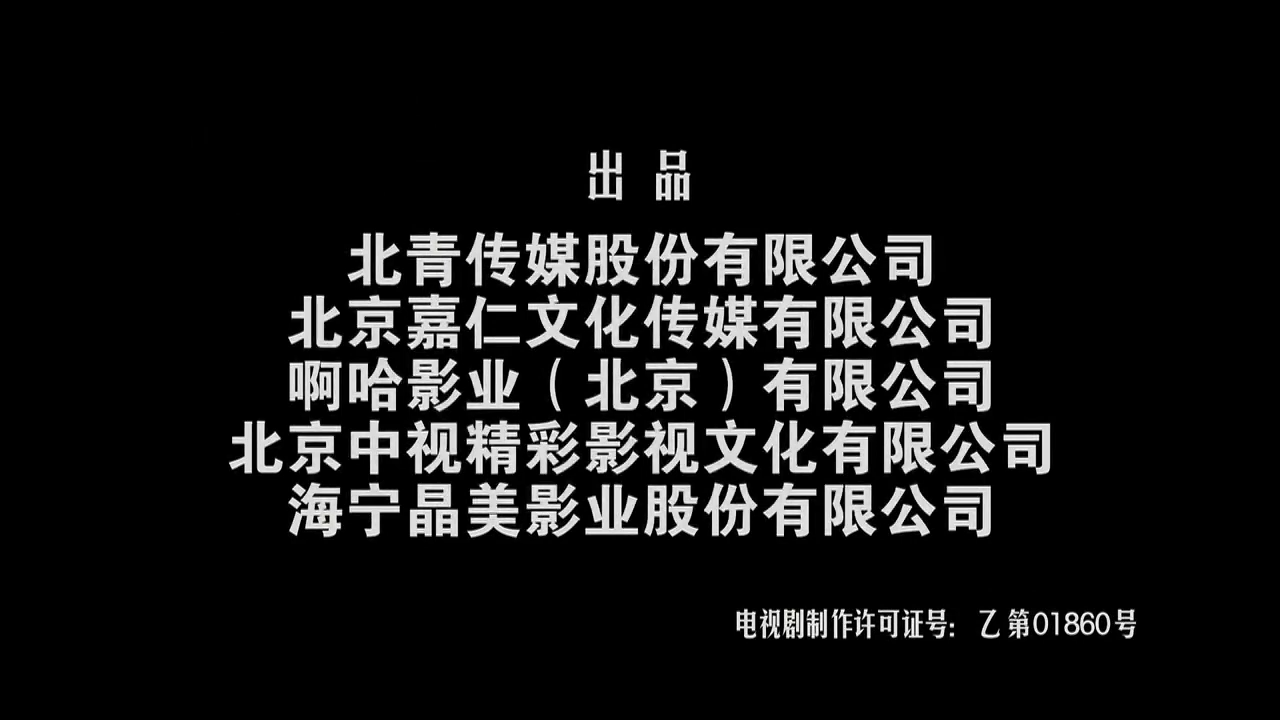 出 品
北青传媒股份有限公司
北京嘉仁文化传媒有限公司
啊哈影业（北京）有限公司
北京中视精彩影视文化有限公司
海宁晶美影业股份有限公司
电视剧制作许可证号： 乙第01860号